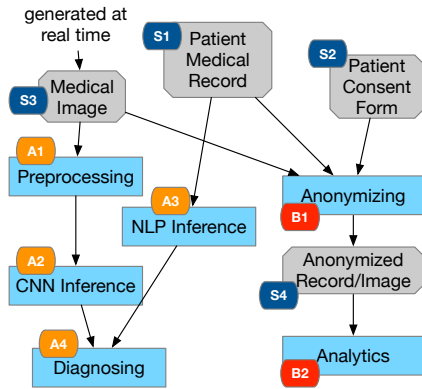 generated at
real time
S1
Patient
Medical
Record
S2
Patient
Consent
Form
S3
Medical
Image
A1
Preprocessing
A3
NLP Inference
Anonymizing
B1
A2
CNN Inference
Anonymized
Record/Image
S4
A4
Diagnosing
Analytics
B2